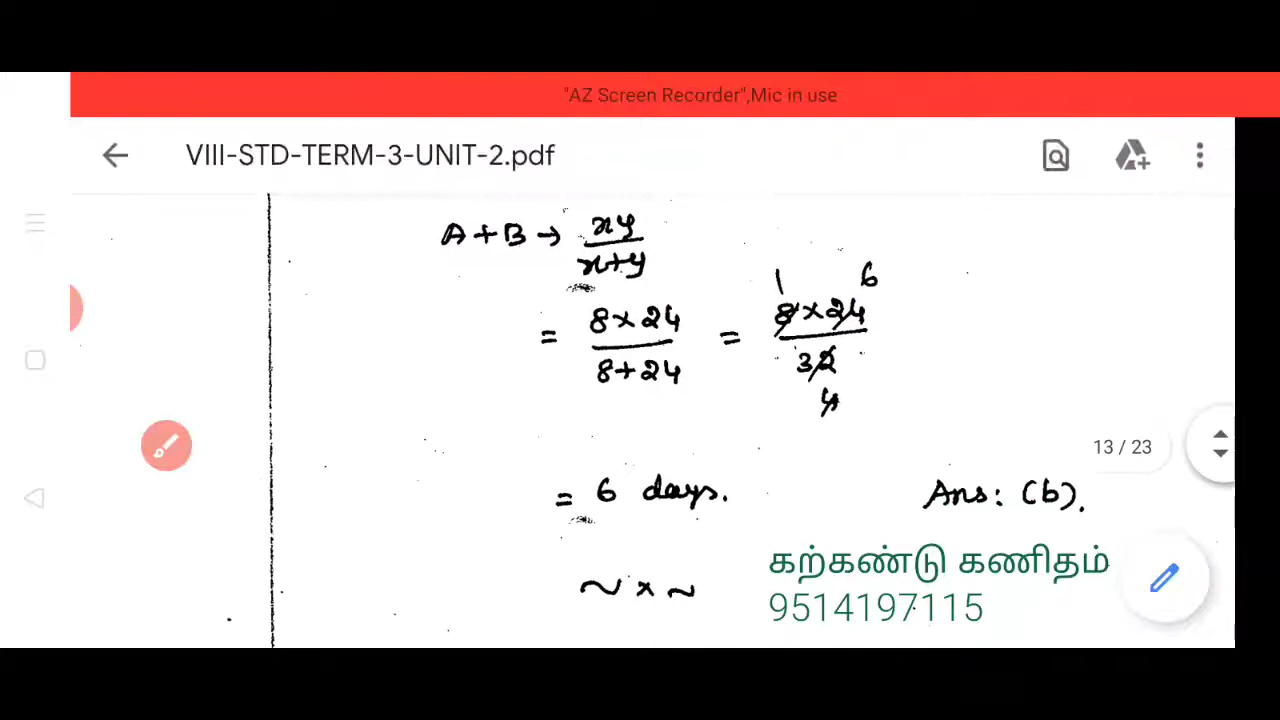 "AZ Screen Recorder",Mic in use
VIII-STD-TERM-3-UNIT-2.pdf
A + B → xy / x+y
= 8 × 24 / 8 + 24 = 8 × 24 / 32
1 6
4
13 / 23
= 6 days. Ans: (b).
~ x ~
கற்கண்டு கணிதம்
9514197115